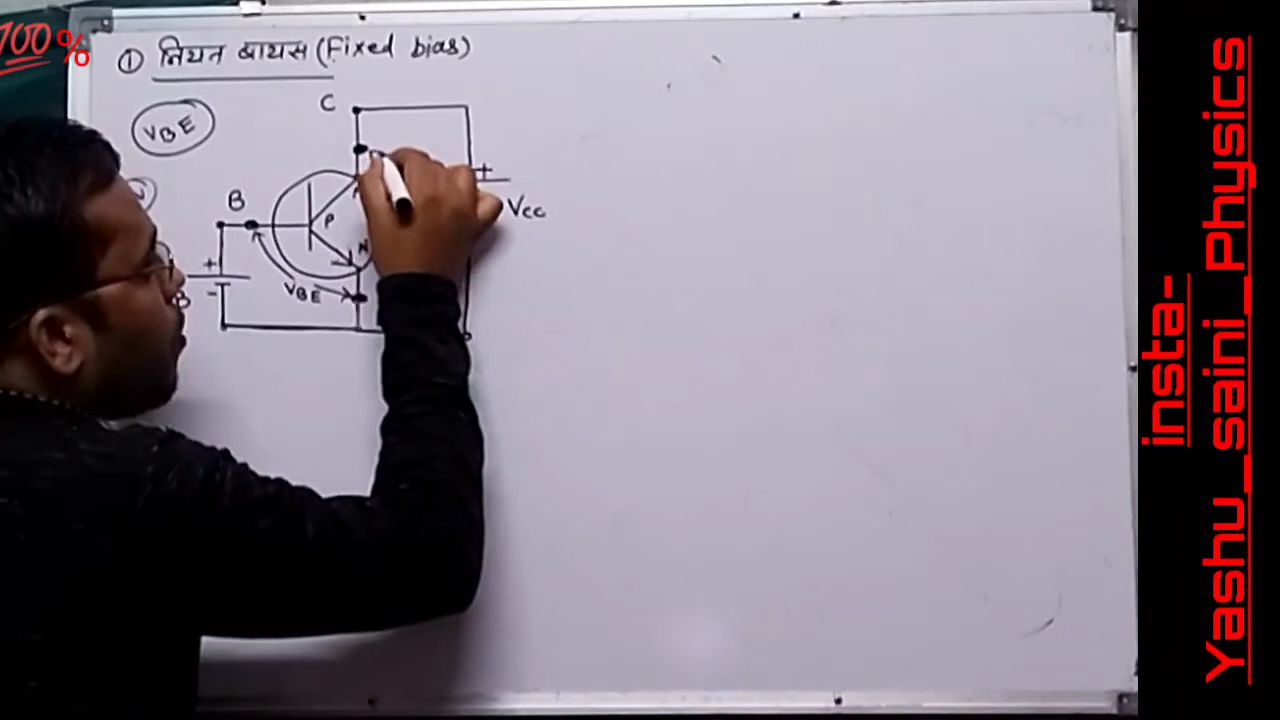 100%
① नियत बायस (Fixed bias)
C
VBE
+
B
P
VCC
N
+
VBE
-
B
insta-
Yashu_saini_Physics